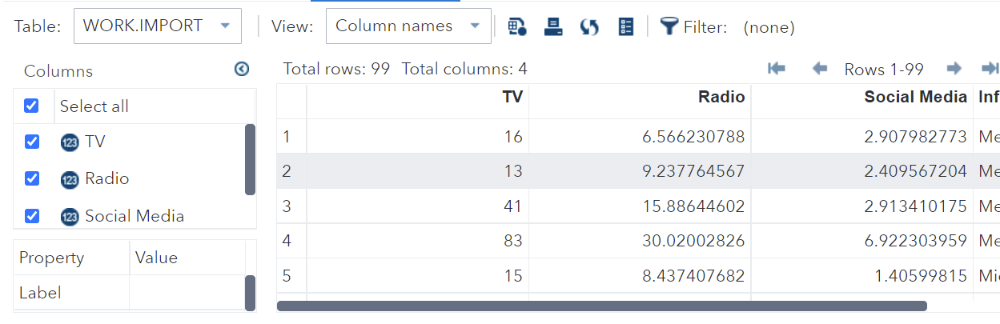 Table: WORK.IMPORT View: Column names Filter: (none)
Columns
Total rows: 99 Total columns: 4 Rows 1-99
Select all
TV
Radio
Social Media
Property Value
Label
TV Radio Social Media Inf
1 16 6.566230788 2.907982773 Me
2 13 9.237764567 2.409567204 Me
3 41 15.88644602 2.913410175 Me
4 83 30.02002826 6.922303959 Me
5 15 8.437407682 1.40599815 Mic